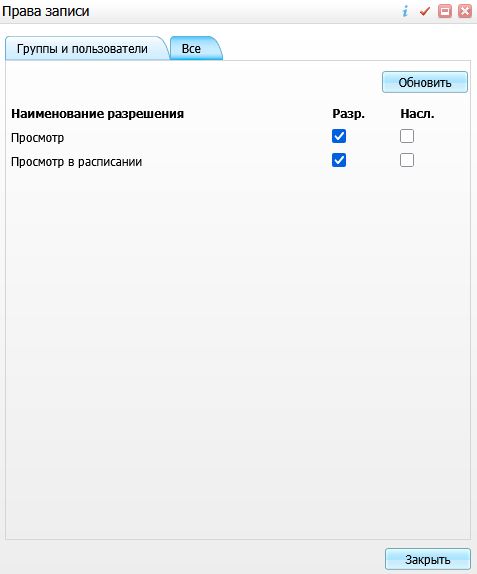 Права записи
Группы и пользователи Все
Обновить
Наименование разрешения Разр. Насл.
Просмотр
Просмотр в расписании
Закрыть